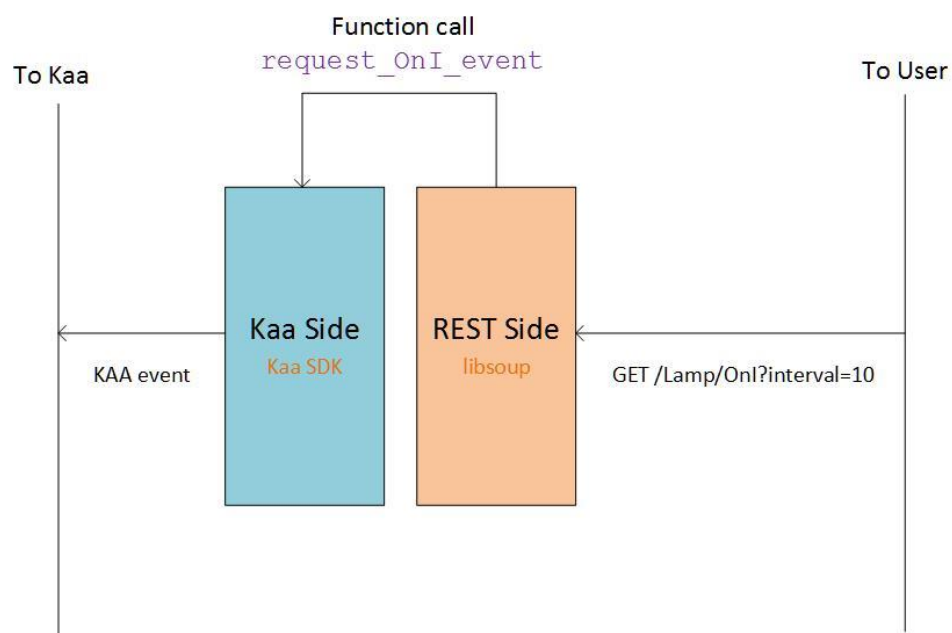 Function call
request_OnI_event
To Kaa
To User
Kaa Side
Kaa SDK
REST Side
libsoup
KAA event
GET /Lamp/OnI?interval=10